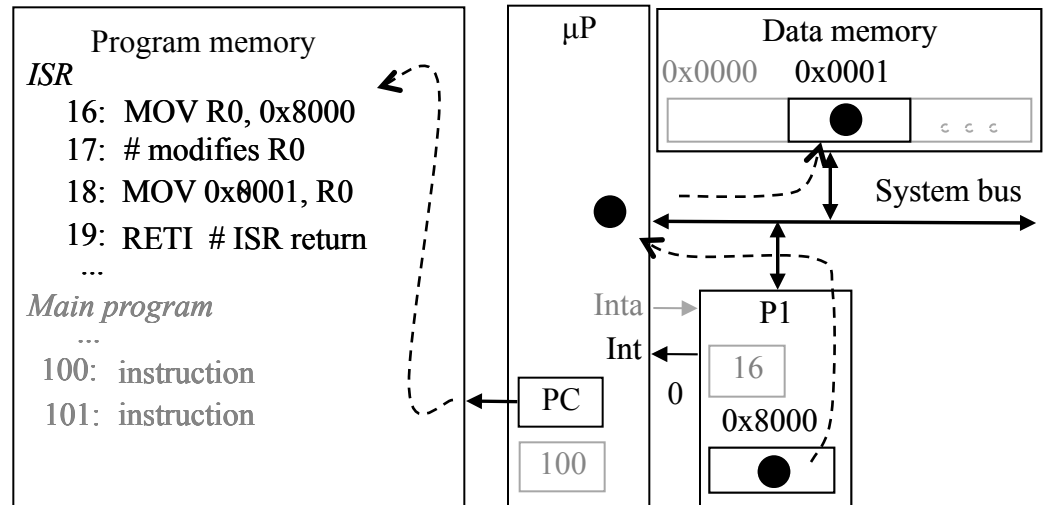 Program memory
ISR
16: MOV R0, 0x8000
17: # modifies R0
18: MOV 0x0001, R0
19: RETI # ISR return
...
Main program
...
100: instruction
101: instruction
μP
Inta
Int
PC
100
Data memory
0x0000 0x0001
System bus
P1
16
0
0x8000